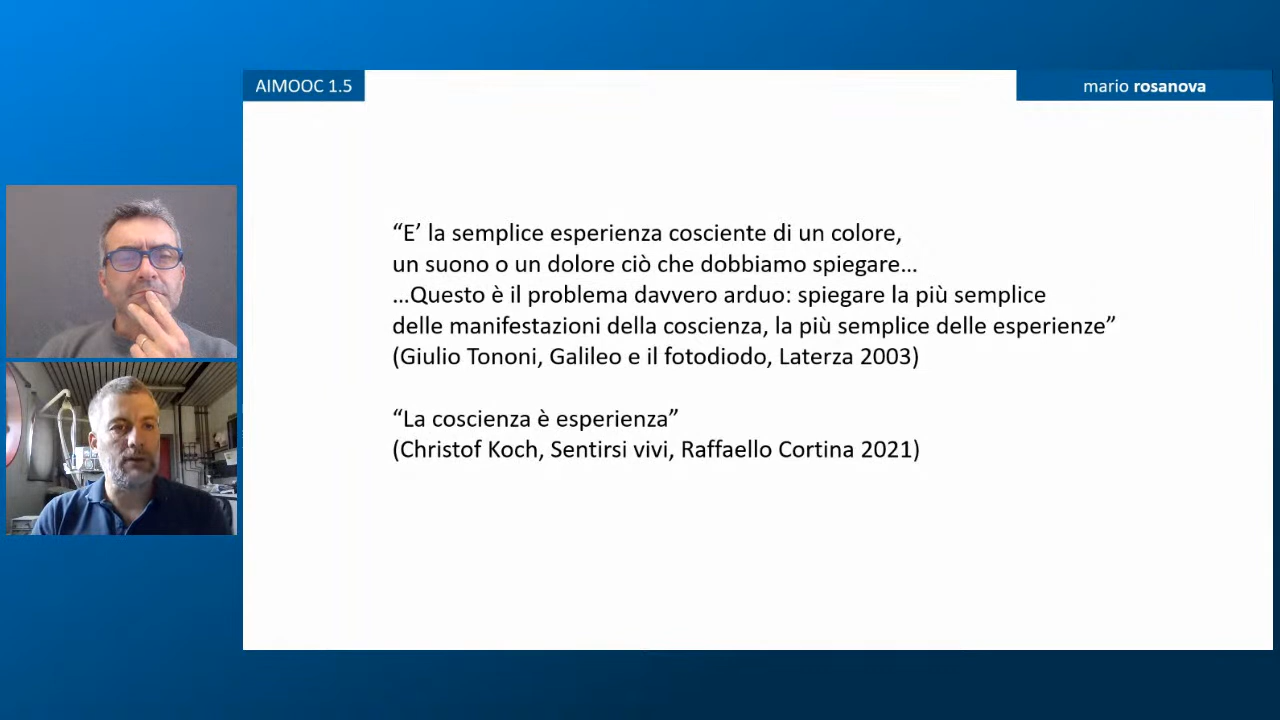 AIMOOC 1.5
mario rosanova
“E’ la semplice esperienza cosciente di un colore,
un suono o un dolore ciò che dobbiamo spiegare…
…Questo è il problema davvero arduo: spiegare la più semplice
delle manifestazioni della coscienza, la più semplice delle esperienze”
(Giulio Tononi, Galileo e il fotodiodo, Laterza 2003)
“La coscienza è esperienza”
(Christof Koch, Sentirsi vivi, Raffaello Cortina 2021)